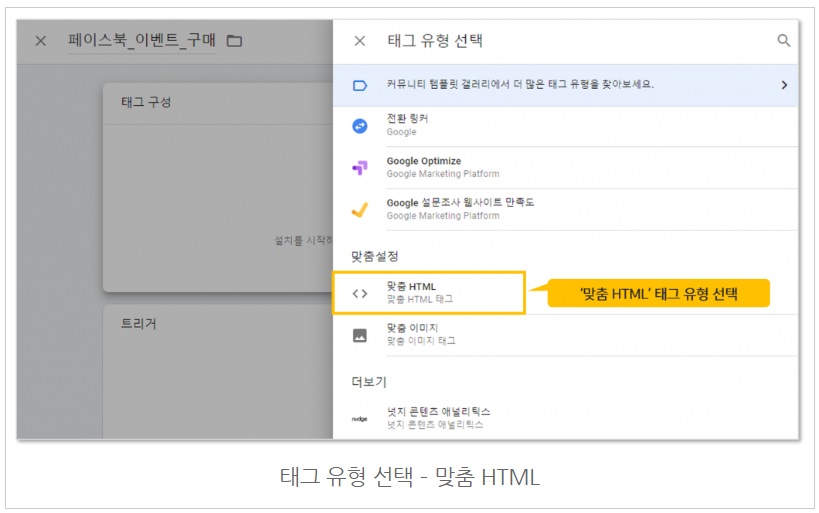 페이스북_이벤트_구매
태그 유형 선택
태그 구성
커뮤니티 템플릿 갤러리에서 더 많은 태그 유형을 찾아보세요.
전환 링커
Google
Google Optimize
Google Marketing Platform
Google 설문조사 웹사이트 만족도
Google Marketing Platform
설치를 시작하
맞춤설정
맞춤 HTML
맞춤 HTML 태그
'맞춤 HTML' 태그 유형 선택
트리거
맞춤 이미지
맞춤 이미지 태그
더보기
nudge
넛지 콘텐츠 애널리틱스
넛지 콘텐츠 애널리틱스
태그 유형 선택 - 맞춤 HTML